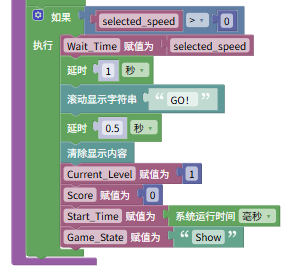 如果 selected_speed > 0
执行 Wait_Time 赋值为 selected_speed
延时 1 秒
滚动显示字符串 “ GO! ”
延时 0.5 秒
清除显示内容
Current_Level 赋值为 1
Score 赋值为 0
Start_Time 赋值为 系统运行时间 毫秒
Game_State 赋值为 “ Show ”